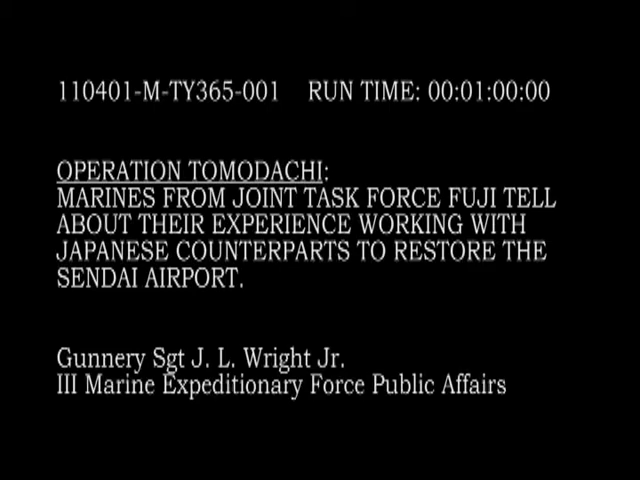 110401-M-TY365-001 RUN TIME: 00:01:00:00
OPERATION TOMODACHI:
MARINES FROM JOINT TASK FORCE FUJI TELL
ABOUT THEIR EXPERIENCE WORKING WITH
JAPANESE COUNTERPARTS TO RESTORE THE
SENDAI AIRPORT.
Gunnery Sgt J. L. Wright Jr.
III Marine Expeditionary Force Public Affairs